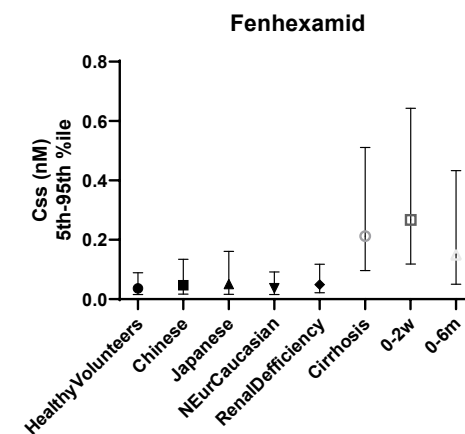 Fenhexamid
Css (nM)
5th-95th %ile
0.8
0.6
0.4
0.2
0.0
HealthyVolunteers
Chinese
Japanese
NEurCaucasian
RenalDefficiency
Cirrhosis
0-2w
0-6m